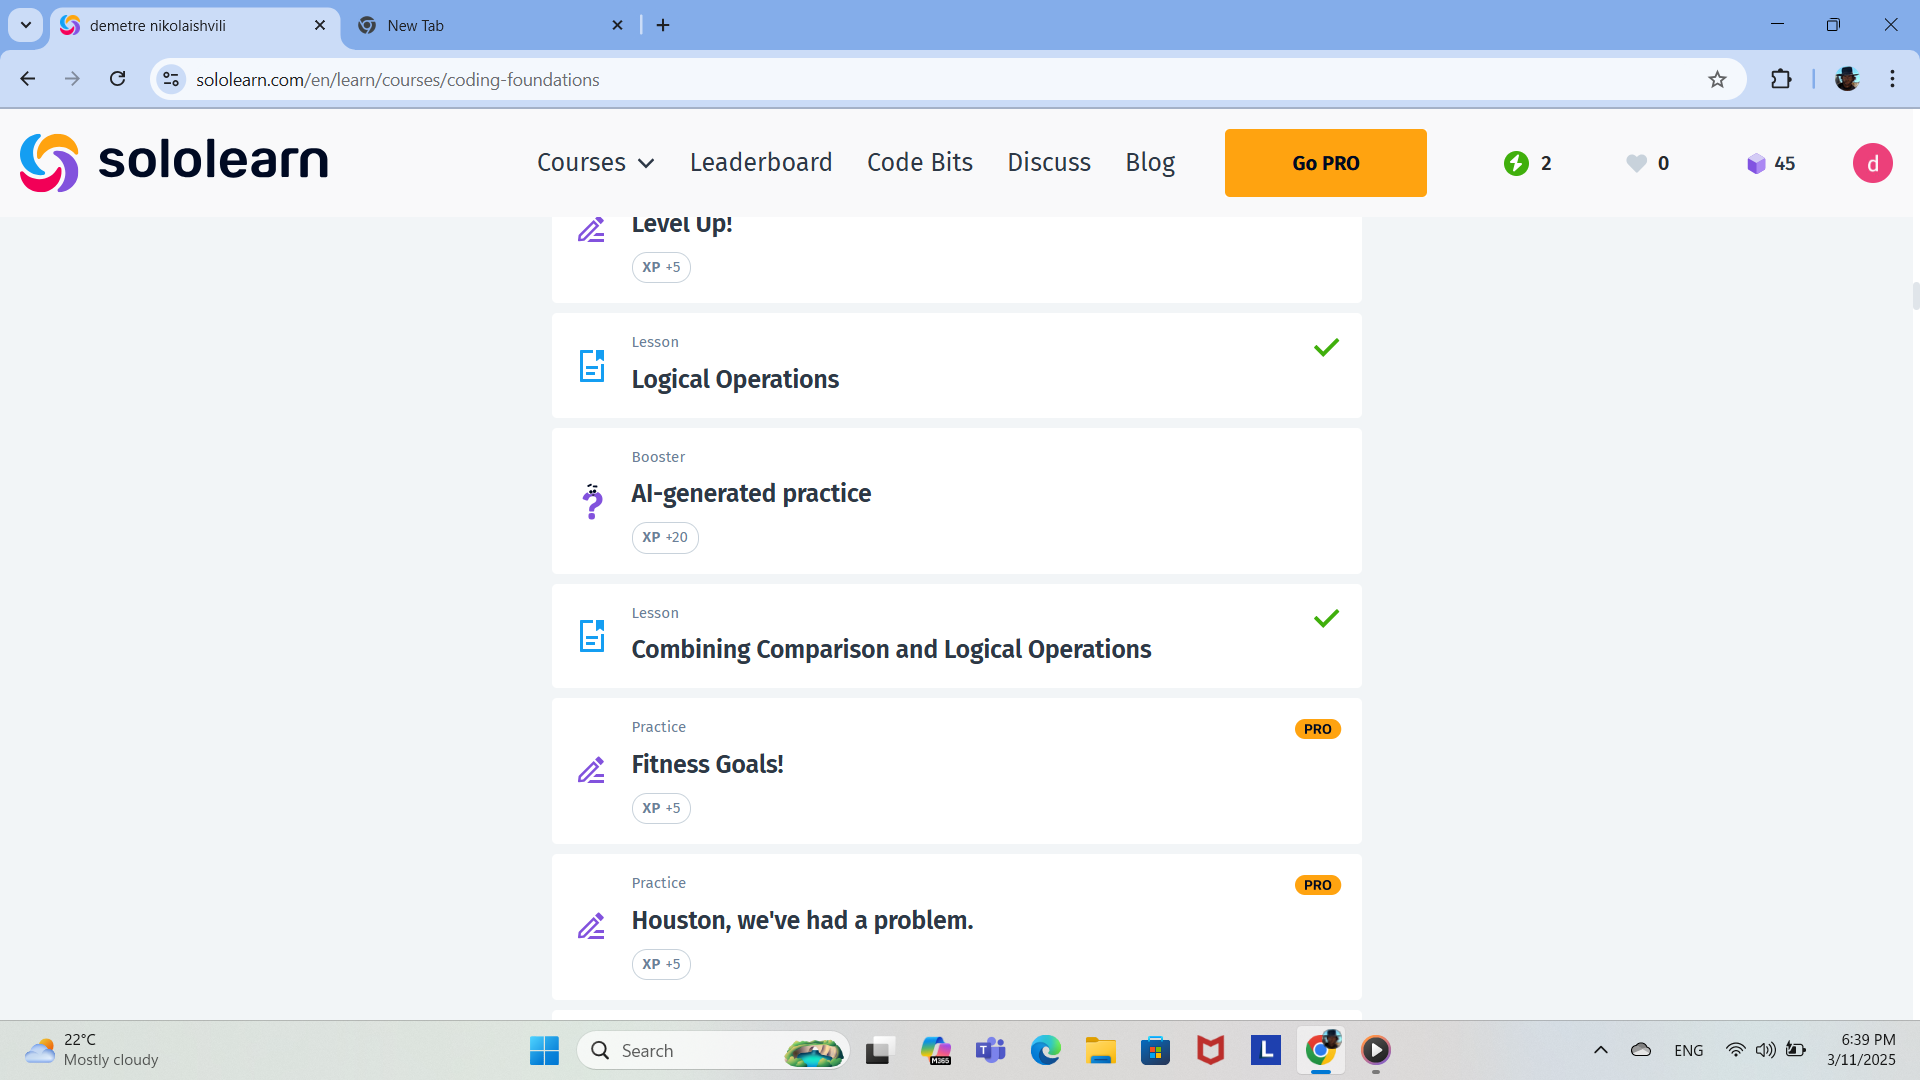 demetre nikolaishvili
New Tab
sololearn.com/en/learn/courses/coding-foundations
sololearn
Courses
Leaderboard
Code Bits
Discuss
Blog
Go PRO
2
0
45
d
Level Up!
XP +5
Lesson
Logical Operations
Booster
AI-generated practice
XP +20
Lesson
Combining Comparison and Logical Operations
Practice
PRO
Fitness Goals!
XP +5
Practice
PRO
Houston, we've had a problem.
XP +5
22°C
Mostly cloudy
Search
M365
L
ENG
6:39 PM
3/11/2025